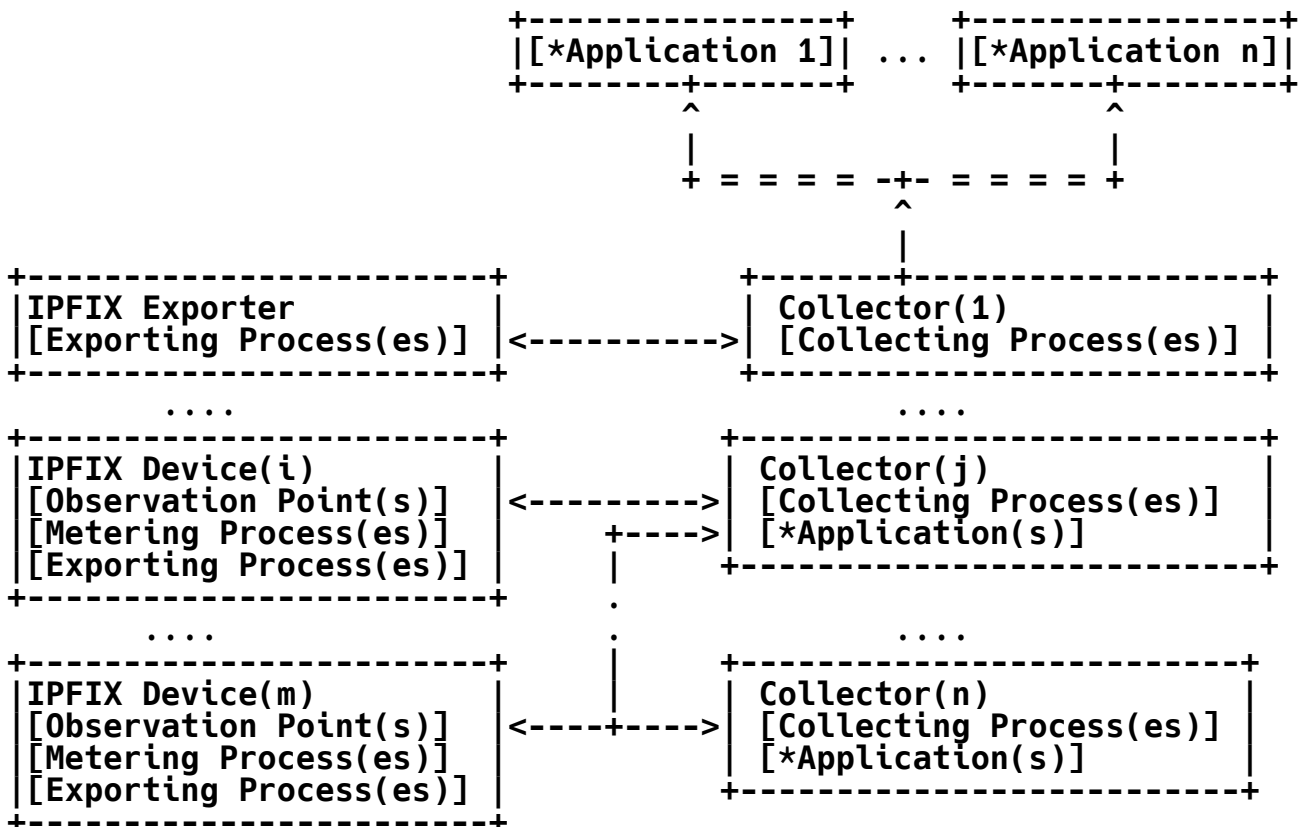 [*Application 1] ... [*Application n]
IPFIX Exporter Collector(1)
[Exporting Process(es)] [Collecting Process(es)]
.... ....
IPFIX Device(i) Collector(j)
[Observation Point(s)] [Collecting Process(es)]
[Metering Process(es)] [*Application(s)]
[Exporting Process(es)]
.... ....
IPFIX Device(m) Collector(n)
[Observation Point(s)] [Collecting Process(es)]
[Metering Process(es)] [*Application(s)]
[Exporting Process(es)]